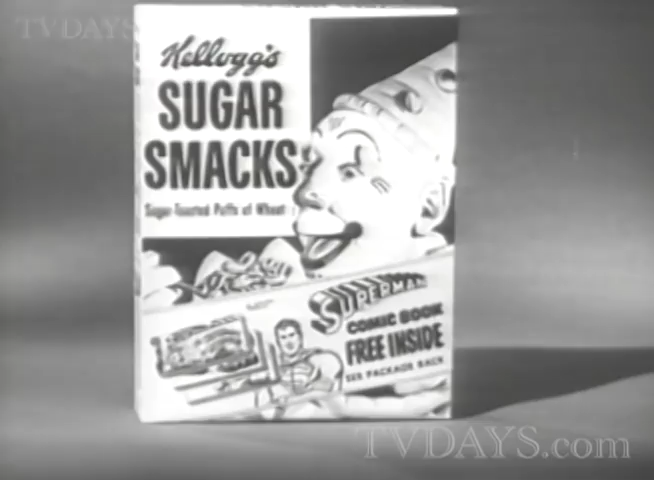 TVDAYS
Kellogg's
SUGAR
SMACKS
Sugar-Toasted Puffs of Wheat
SUPERMAN
COMIC BOOK
FREE INSIDE
SEE PACKAGE BACK
TVDAYS.com